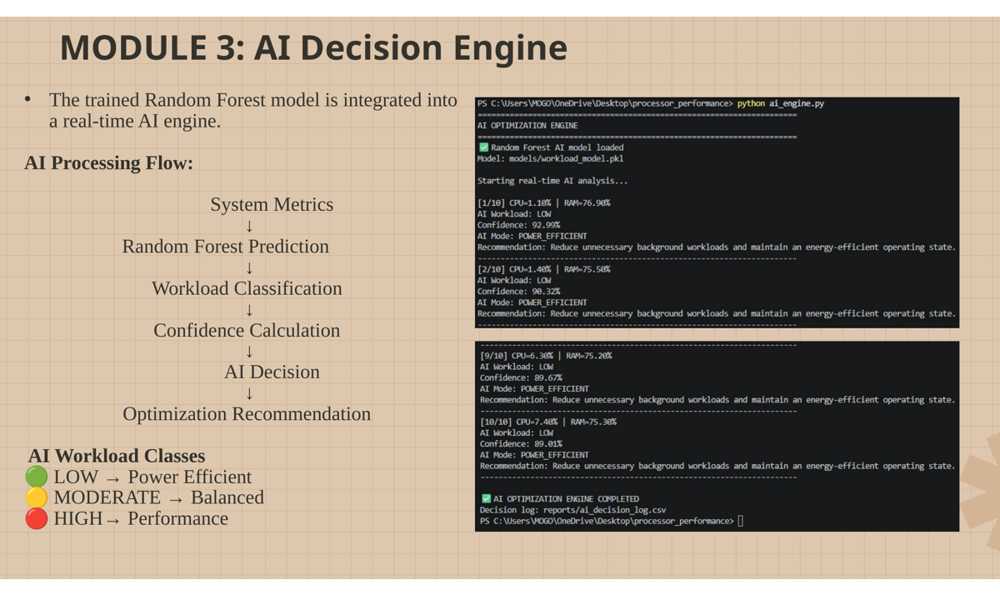 MODULE 3: AI Decision Engine
• The trained Random Forest model is integrated into
a real-time AI engine.
AI Processing Flow:
System Metrics
↓
Random Forest Prediction
↓
Workload Classification
↓
Confidence Calculation
↓
AI Decision
↓
Optimization Recommendation
AI Workload Classes
🟢 LOW → Power Efficient
🟡 MODERATE → Balanced
🔴 HIGH→ Performance
PS C:\Users\MOGO\OneDrive\Desktop\processor_performance> python ai_engine.py
======================================================================
AI OPTIMIZATION ENGINE
======================================================================
✅ Random Forest AI model loaded
Model: models/workload_model.pkl
Starting real-time AI analysis...
[1/10] CPU=1.10% | RAM=76.90%
AI Workload: LOW
Confidence: 92.99%
AI Mode: POWER_EFFICIENT
Recommendation: Reduce unnecessary background workloads and maintain an energy-efficient operating state.
----------------------------------------------------------------------
[2/10] CPU=1.40% | RAM=75.50%
AI Workload: LOW
Confidence: 90.32%
AI Mode: POWER_EFFICIENT
Recommendation: Reduce unnecessary background workloads and maintain an energy-efficient operating state.
----------------------------------------------------------------------
----------------------------------------------------------------------
[9/10] CPU=6.30% | RAM=75.20%
AI Workload: LOW
Confidence: 89.67%
AI Mode: POWER_EFFICIENT
Recommendation: Reduce unnecessary background workloads and maintain an energy-efficient operating state.
----------------------------------------------------------------------
[10/10] CPU=7.40% | RAM=75.30%
AI Workload: LOW
Confidence: 89.01%
AI Mode: POWER_EFFICIENT
Recommendation: Reduce unnecessary background workloads and maintain an energy-efficient operating state.
----------------------------------------------------------------------
✅ AI OPTIMIZATION ENGINE COMPLETED
Decision log: reports/ai_decision_log.csv
PS C:\Users\MOGO\OneDrive\Desktop\processor_performance>